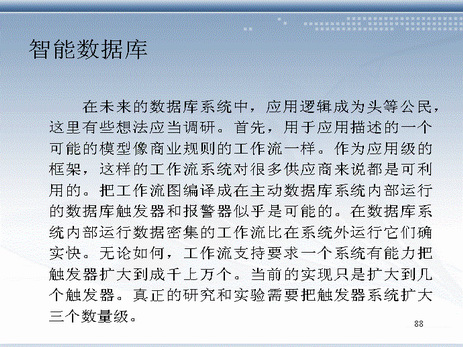 智能数据库
在未来的数据库系统中，应用逻辑成为头等公民，
这里有些想法应当调研。首先，用于应用描述的一个
可能的模型像商业规则的工作流一样。作为应用级的
框架，这样的工作流系统对很多供应商来说都是可利
用的。把工作流图编译成在主动数据库系统内部运行
的数据库触发器和报警器似乎是可能的。在数据库系
统内部运行数据密集的工作流比在系统外运行它们确
实快。无论如何，工作流支持要求一个系统有能力把
触发器扩大到成千上万个。当前的实现只是扩大到几
个触发器。真正的研究和实验需要把触发器系统扩大
三个数量级。
88